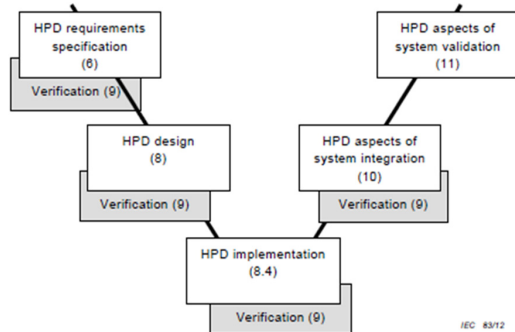 HPD requirements
specification
(6)
Verification (9)
HPD aspects of
system validation
(11)
HPD design
(8)
Verification (9)
HPD aspects of
system integration
(10)
Verification (9)
HPD implementation
(8.4)
Verification (9)
IEC 83/12